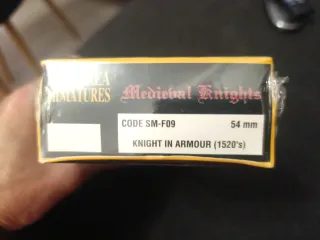 MINIATURES
Medieval Knights
CODE SM-F09 54 mm
KNIGHT IN ARMOUR (1520's)